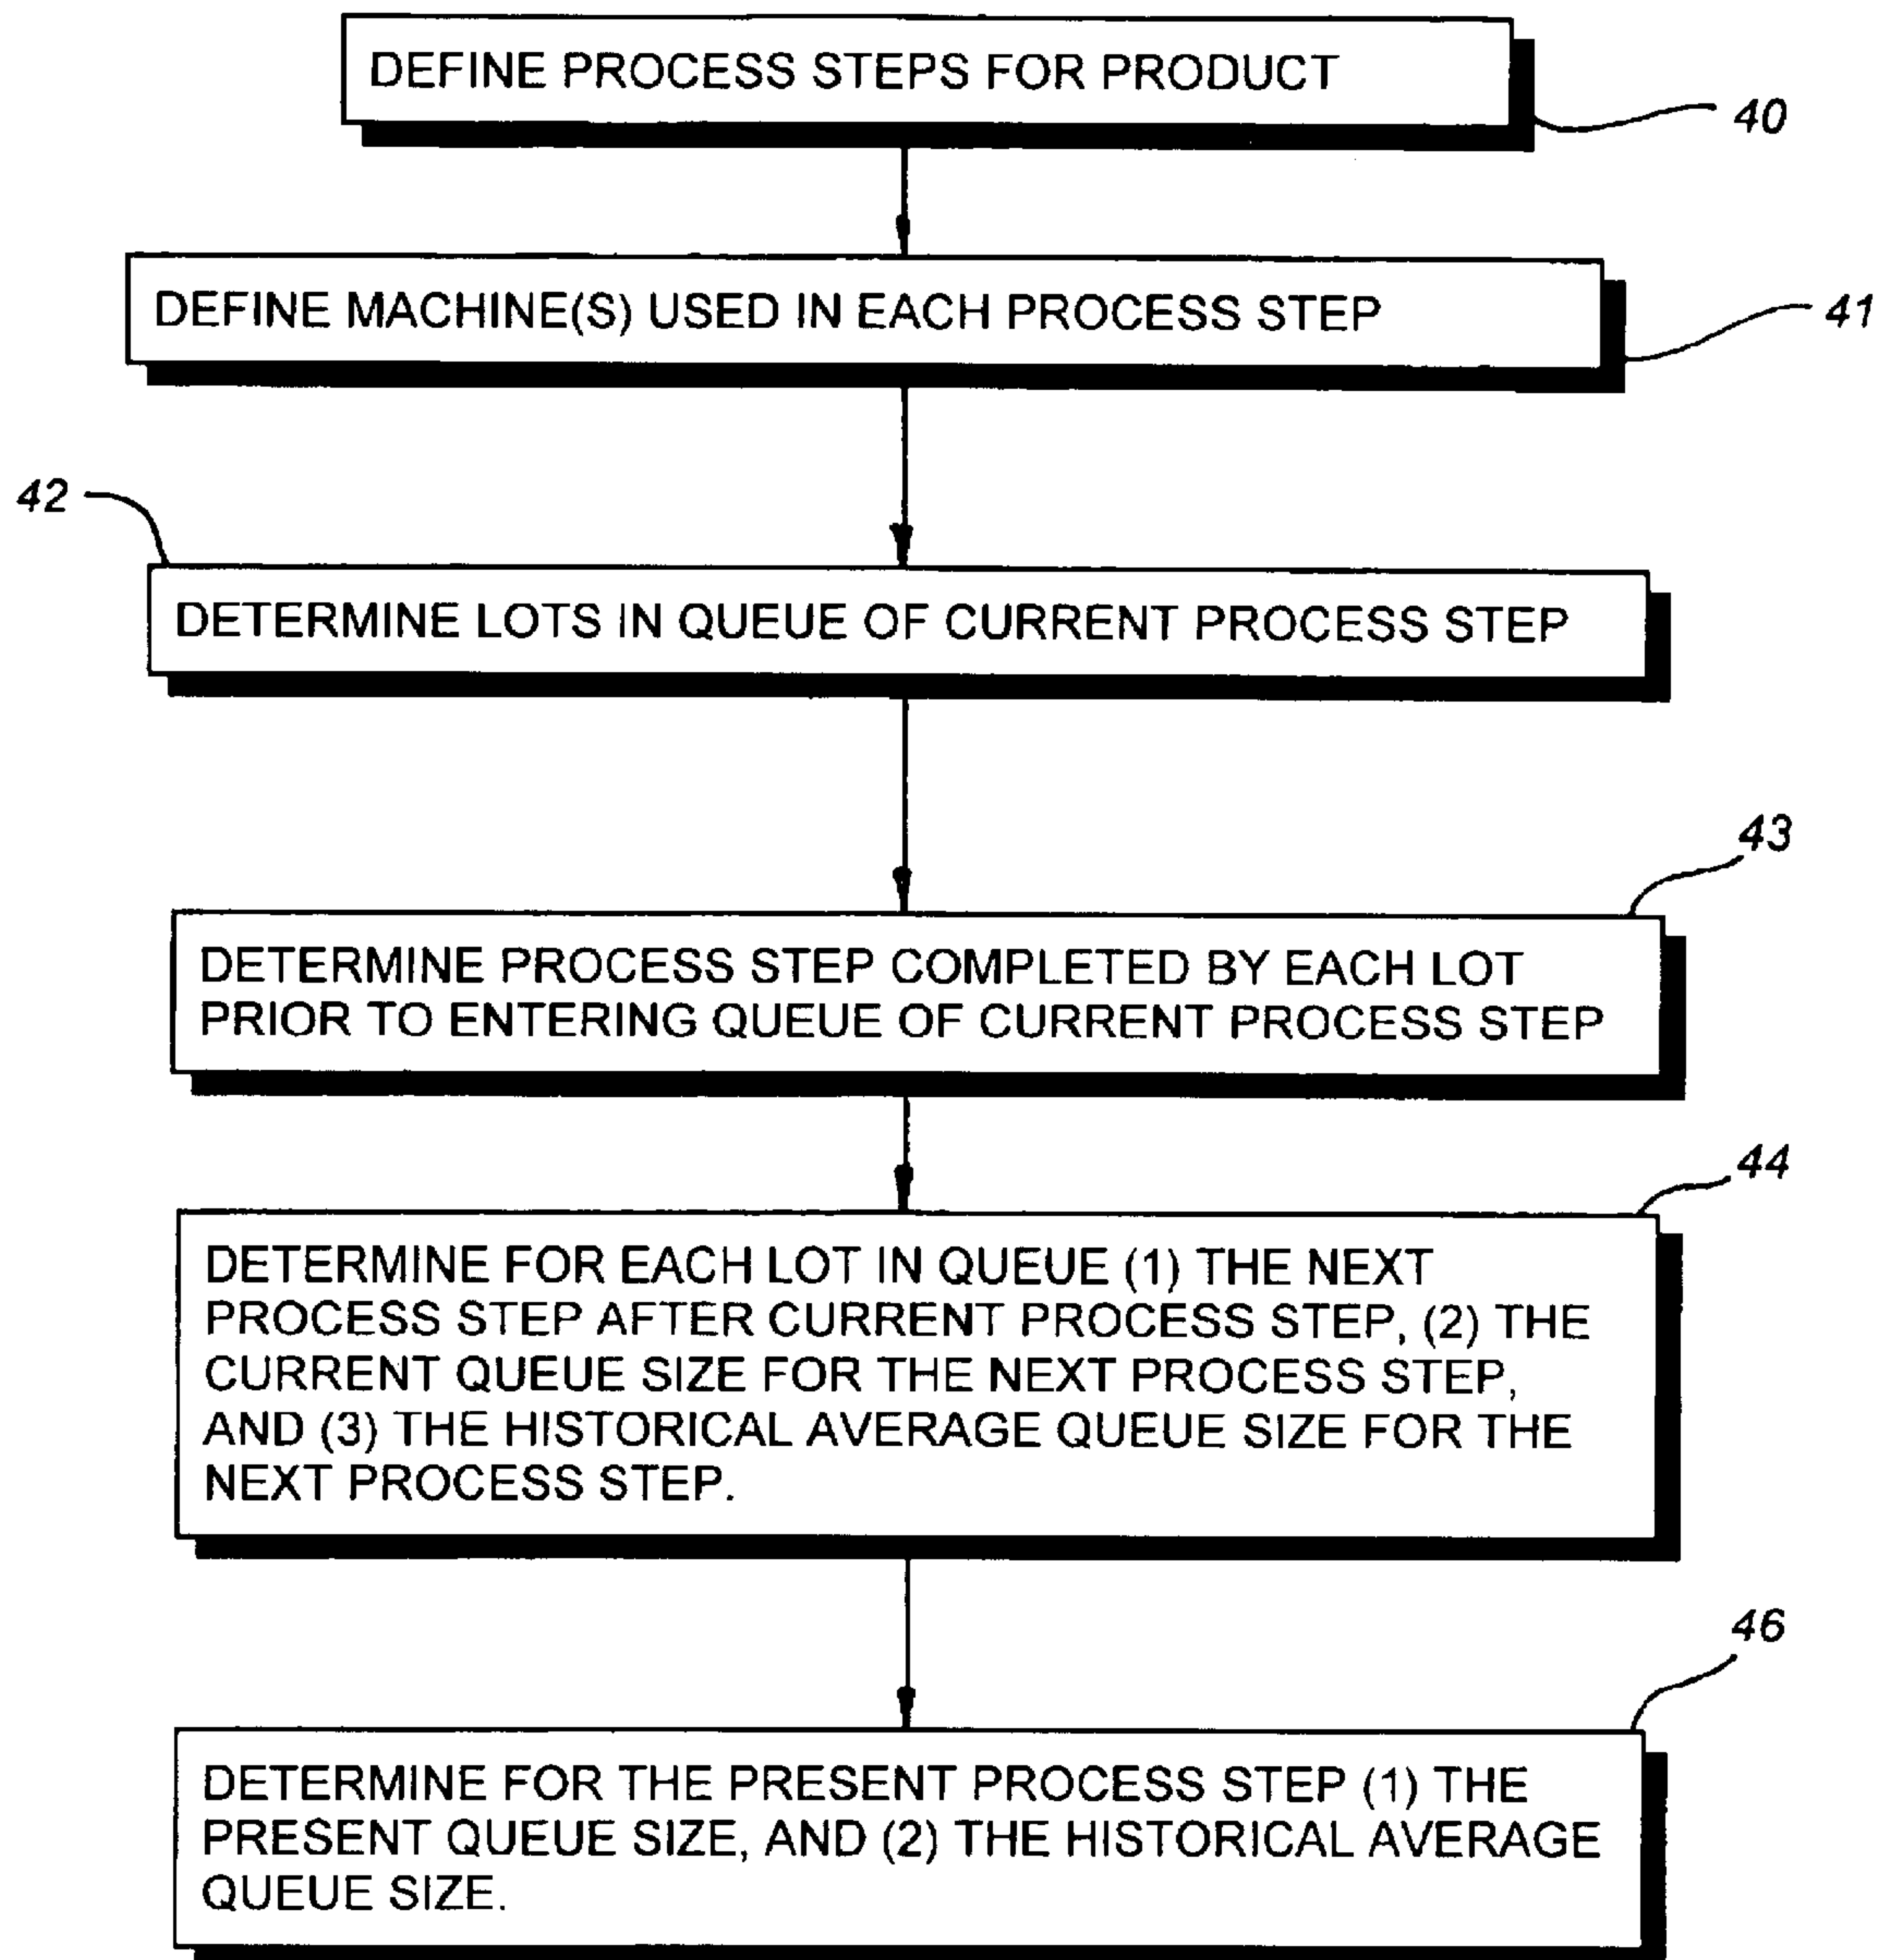 DEFINE PROCESS STEPS FOR PRODUCT
40
DEFINE MACHINE(S) USED IN EACH PROCESS STEP
41
42
DETERMINE LOTS IN QUEUE OF CURRENT PROCESS STEP
43
DETERMINE PROCESS STEP COMPLETED BY EACH LOT
PRIOR TO ENTERING QUEUE OF CURRENT PROCESS STEP
44
DETERMINE FOR EACH LOT IN QUEUE (1) THE NEXT
PROCESS STEP AFTER CURRENT PROCESS STEP, (2) THE
CURRENT QUEUE SIZE FOR THE NEXT PROCESS STEP,
AND (3) THE HISTORICAL AVERAGE QUEUE SIZE FOR THE
NEXT PROCESS STEP.
46
DETERMINE FOR THE PRESENT PROCESS STEP (1) THE
PRESENT QUEUE SIZE, AND (2) THE HISTORICAL AVERAGE
QUEUE SIZE.